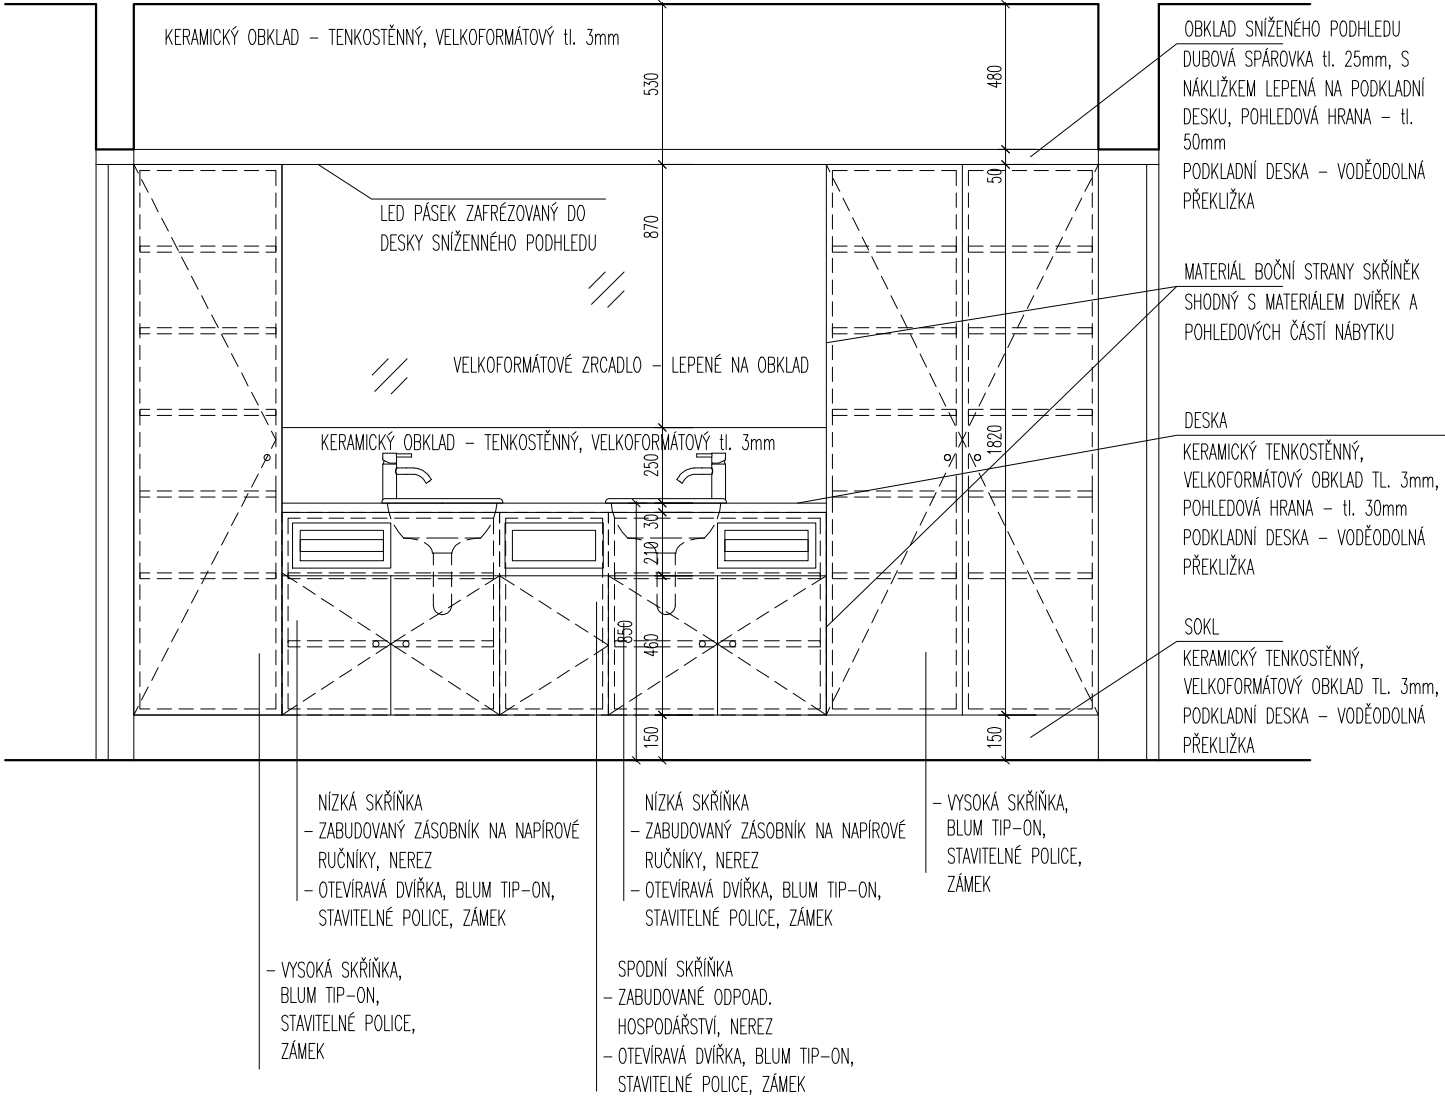 KERAMICKÝ OBKLAD – TENKOSTĚNNÝ, VELKOFORMÁTOVÝ tl. 3mm
530
480
OBKLAD SNÍŽENÉHO PODHLEDU
DUBOVÁ SPÁROVKA tl. 25mm, S
NÁKLIŽKEM LEPENÁ NA PODKLADNÍ
DESKU, POHLEDOVÁ HRANA – tl.
50mm
PODKLADNÍ DESKA – VODĚODOLNÁ
PŘEKLIŽKA
50
LED PÁSEK ZAFRÉZOVANÝ DO
DESKY SNÍŽENNÉHO PODHLEDU
870
MATERIÁL BOČNÍ STRANY SKŘÍNĚK
SHODNÝ S MATERIÁLEM DVÍŘEK A
POHLEDOVÝCH ČÁSTÍ NÁBYTKU
VELKOFORMÁTOVÉ ZRCADLO – LEPENÉ NA OBKLAD
KERAMICKÝ OBKLAD – TENKOSTĚNNÝ, VELKOFORMÁTOVÝ tl. 3mm
250
1820
DESKA
KERAMICKÝ TENKOSTĚNNÝ,
VELKOFORMÁTOVÝ OBKLAD TL. 3mm,
POHLEDOVÁ HRANA – tl. 30mm
PODKLADNÍ DESKA – VODĚODOLNÁ
PŘEKLIŽKA
30
210
850
460
150
150
SOKL
KERAMICKÝ TENKOSTĚNNÝ,
VELKOFORMÁTOVÝ OBKLAD TL. 3mm,
PODKLADNÍ DESKA – VODĚODOLNÁ
PŘEKLIŽKA
NÍZKÁ SKŘÍŇKA
– ZABUDOVANÝ ZÁSOBNÍK NA NAPÍROVÉ
RUČNÍKY, NEREZ
– OTEVÍRAVÁ DVÍŘKA, BLUM TIP–ON,
STAVITELNÉ POLICE, ZÁMEK
NÍZKÁ SKŘÍŇKA
– ZABUDOVANÝ ZÁSOBNÍK NA NAPÍROVÉ
RUČNÍKY, NEREZ
– OTEVÍRAVÁ DVÍŘKA, BLUM TIP–ON,
STAVITELNÉ POLICE, ZÁMEK
– VYSOKÁ SKŘÍŇKA,
BLUM TIP–ON,
STAVITELNÉ POLICE,
ZÁMEK
– VYSOKÁ SKŘÍŇKA,
BLUM TIP–ON,
STAVITELNÉ POLICE,
ZÁMEK
SPODNÍ SKŘÍŇKA
– ZABUDOVANÉ ODPOAD.
HOSPODÁŘSTVÍ, NEREZ
– OTEVÍRAVÁ DVÍŘKA, BLUM TIP–ON,
STAVITELNÉ POLICE, ZÁMEK